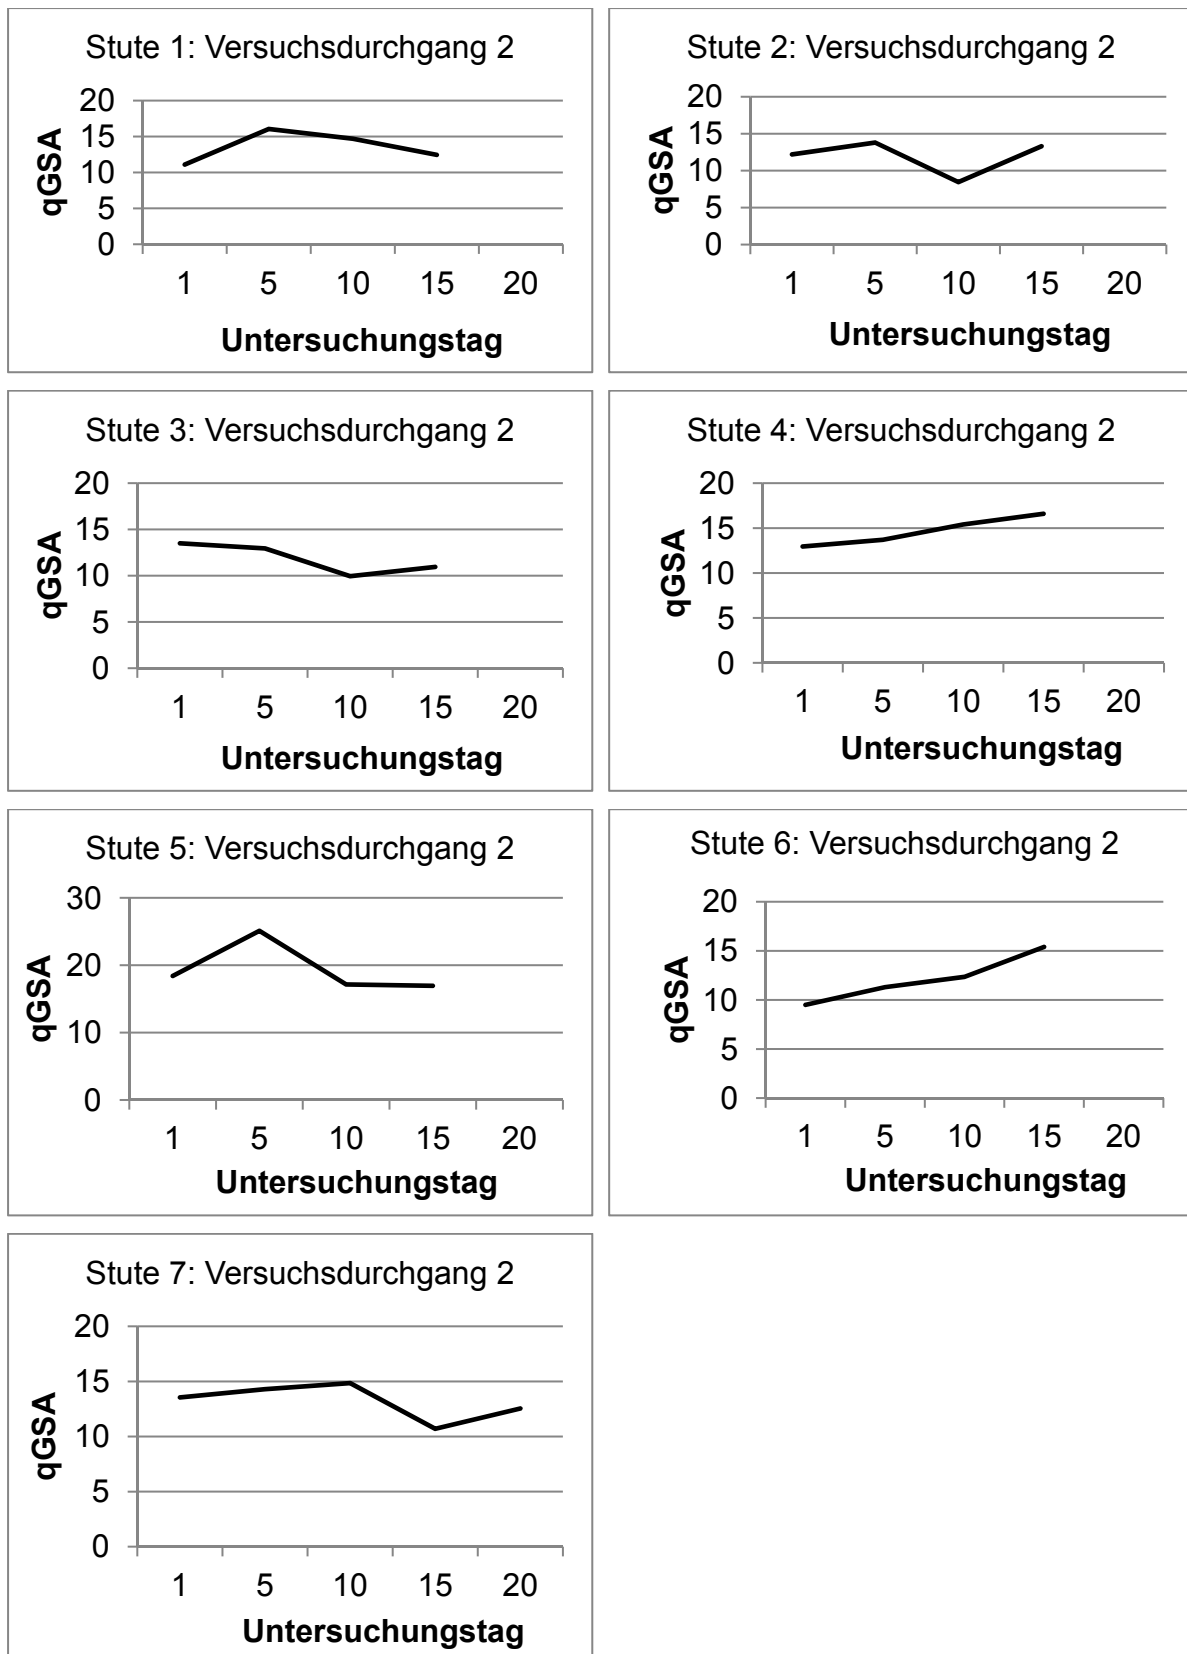 Stute 1: Versuchsdurchgang 2
20
15
10
5
0
qGSA
1 5 10 15 20
Untersuchungstag
Stute 2: Versuchsdurchgang 2
20
15
10
5
0
qGSA
1 5 10 15 20
Untersuchungstag
Stute 3: Versuchsdurchgang 2
20
15
10
5
0
qGSA
1 5 10 15 20
Untersuchungstag
Stute 4: Versuchsdurchgang 2
20
15
10
5
0
qGSA
1 5 10 15 20
Untersuchungstag
Stute 5: Versuchsdurchgang 2
30
20
10
0
qGSA
1 5 10 15 20
Untersuchungstag
Stute 6: Versuchsdurchgang 2
20
15
10
5
0
qGSA
1 5 10 15 20
Untersuchungstag
Stute 7: Versuchsdurchgang 2
20
15
10
5
0
qGSA
1 5 10 15 20
Untersuchungstag